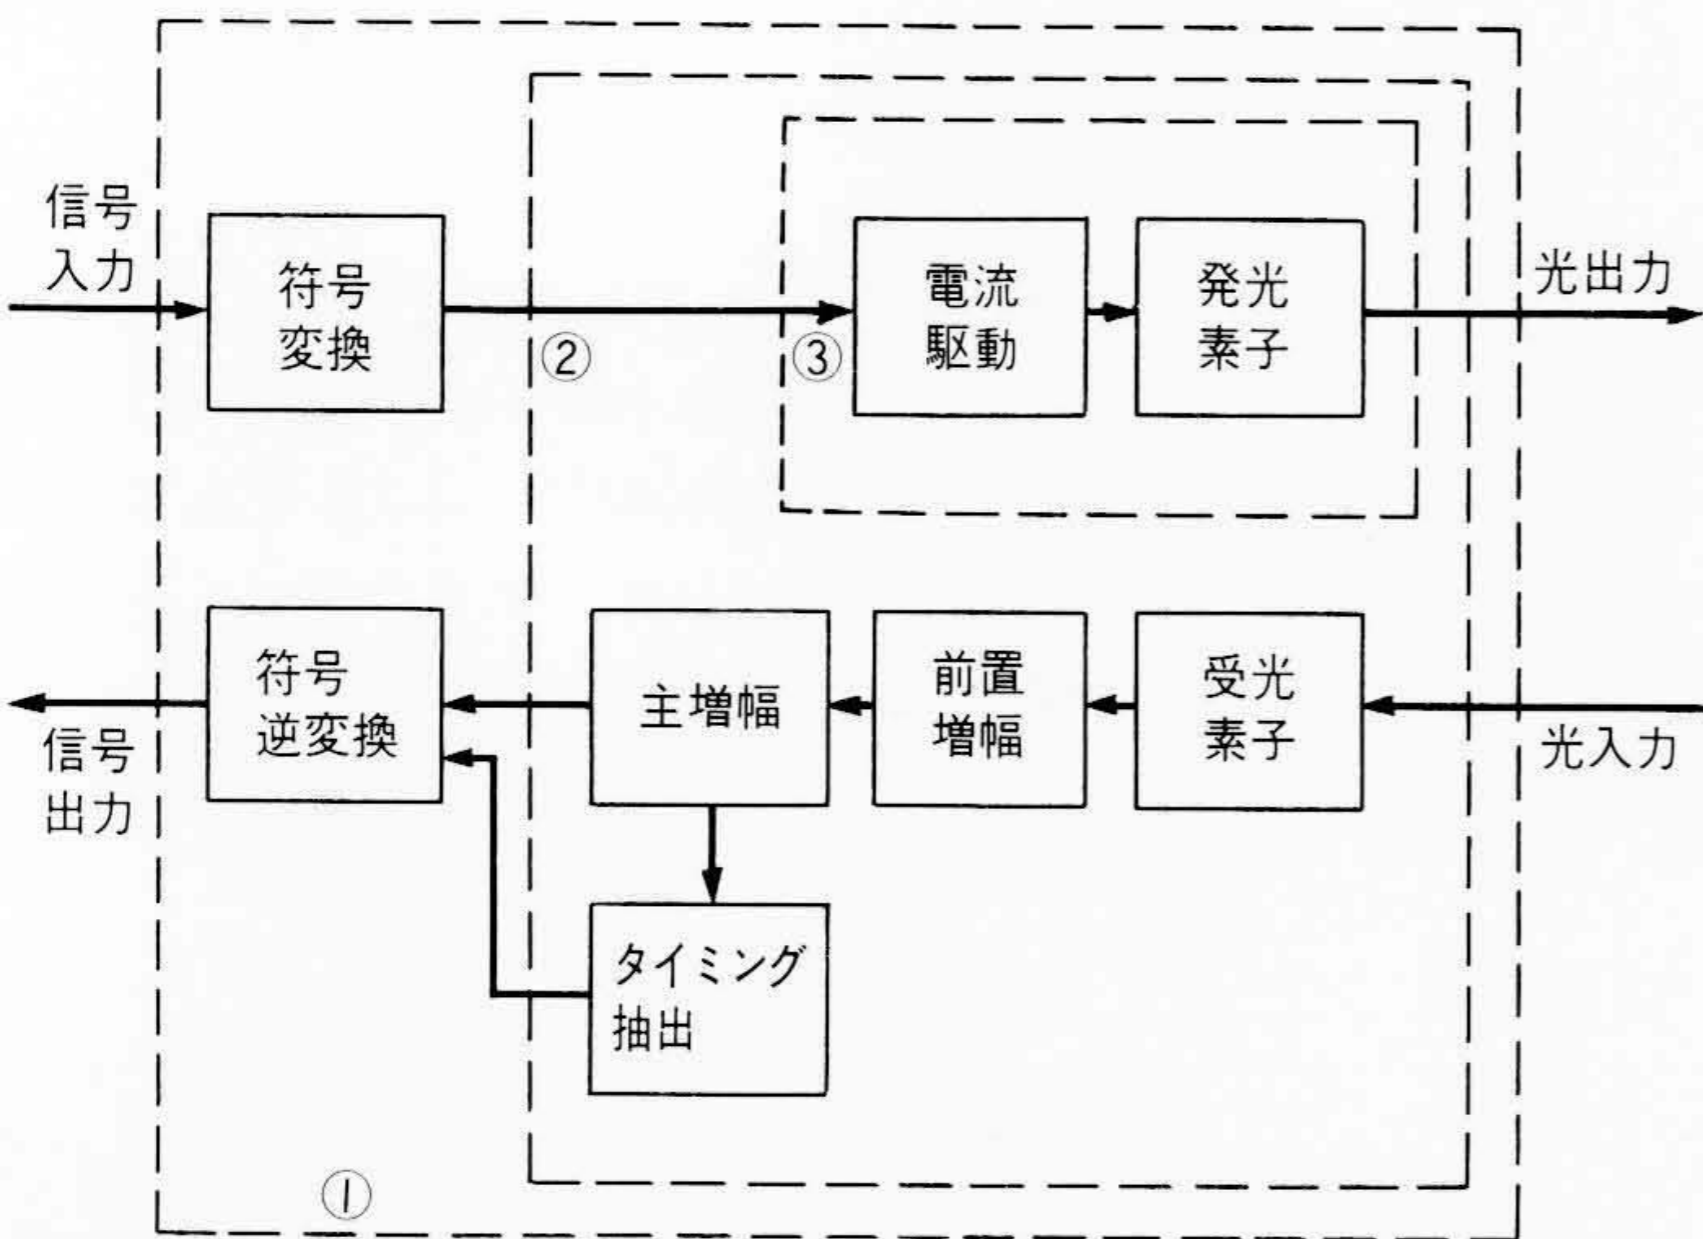 信号
入力
符号
変換
②
③
電流
駆動
発光
素子
光出力
符号
逆変換
主増幅
前置
増幅
受光
素子
信号
出力
光入力
タイミング
抽出
①